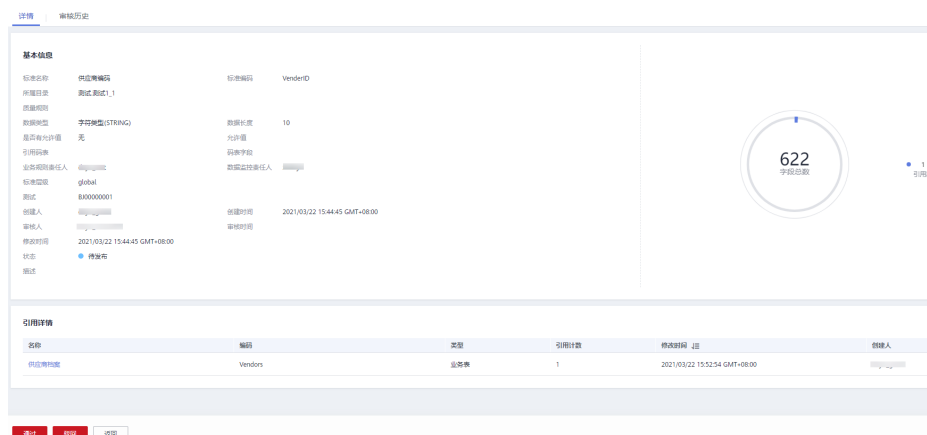 详情 审核历史
基本信息
标准名称 供应商编码 标准编码 VenderID
所属目录 测试.测试1_1
质量规则
数据类型 字符类型(STRING) 数据长度 10
是否有允许值 无 允许值
引用码表 码表字段
业务规则责任人 数据监控责任人
标准层级 global
测试 BJ00000001
创建人 创建时间 2021/03/22 15:44:45 GMT+08:00
审核人 审核时间
修改时间 2021/03/22 15:44:45 GMT+08:00
状态 待发布
描述
622
字段总数
1
引用
引用详情
名称 编码 类型 引用计数 修改时间 创建人
供应商档案 Vendors 业务表 1 2021/03/22 15:52:54 GMT+08:00
通过 驳回 返回